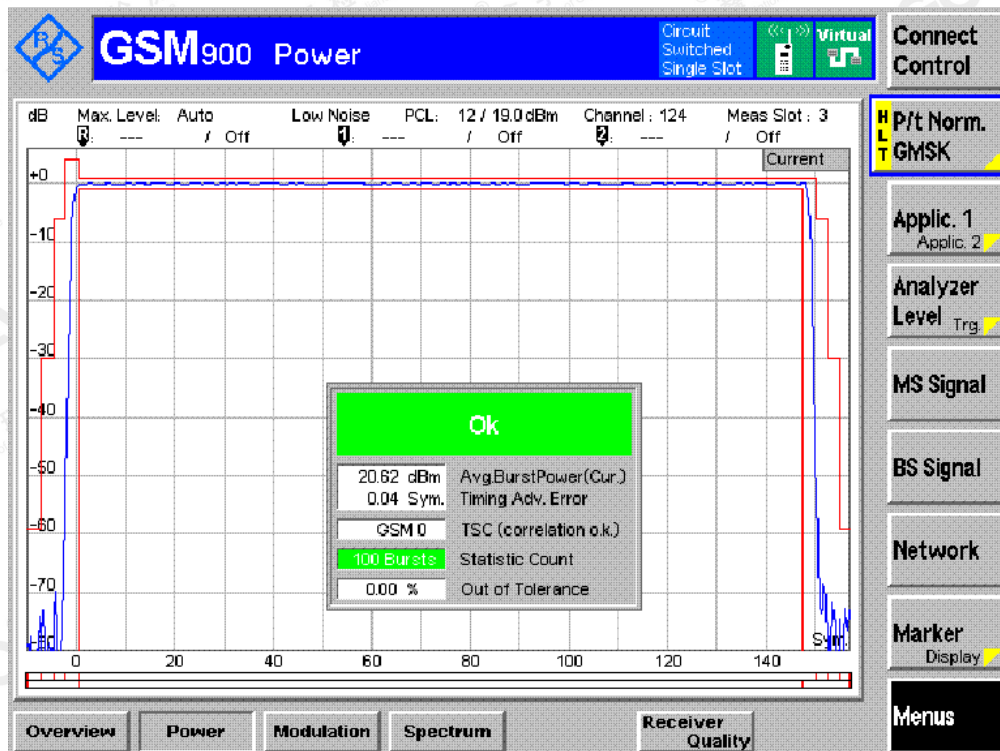 R S
GSM900 Power
Circuit
Switched
Single Slot
Virtual
Connect
Control
dB Max. Level: Auto Low Noise PCL: 12 / 19.0 dBm Channel : 124 Meas Slot : 3
R: --- / Off 1: --- / Off 2: --- / Off
Current
H
L
T
P/t Norm.
GMSK
Applic. 1
Applic. 2
Analyzer
Level Trg.
MS Signal
BS Signal
Network
Marker
Display
Menus
+0
-10
-20
-30
-40
-50
-60
-70
-80
Ok
20.62 dBm Avg.BurstPower(Cur.)
0.04 Sym. Timing Adv. Error
GSM 0 TSC (correlation o.k.)
100 Bursts Statistic Count
0.00 % Out of Tolerance
Sym.
0 20 40 60 80 100 120 140
Overview Power Modulation Spectrum Receiver
Quality